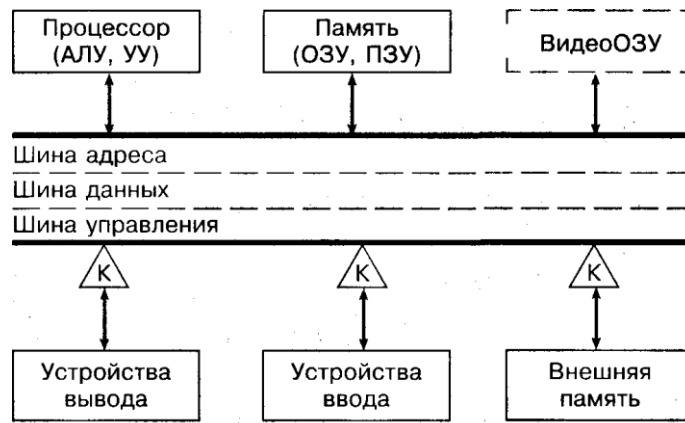 Процессор
(АЛУ, УУ)
Память
(ОЗУ, ПЗУ)
ВидеоОЗУ
Шина адреса
Шина данных
Шина управления
К
К
К
Устройства
вывода
Устройства
ввода
Внешняя
память